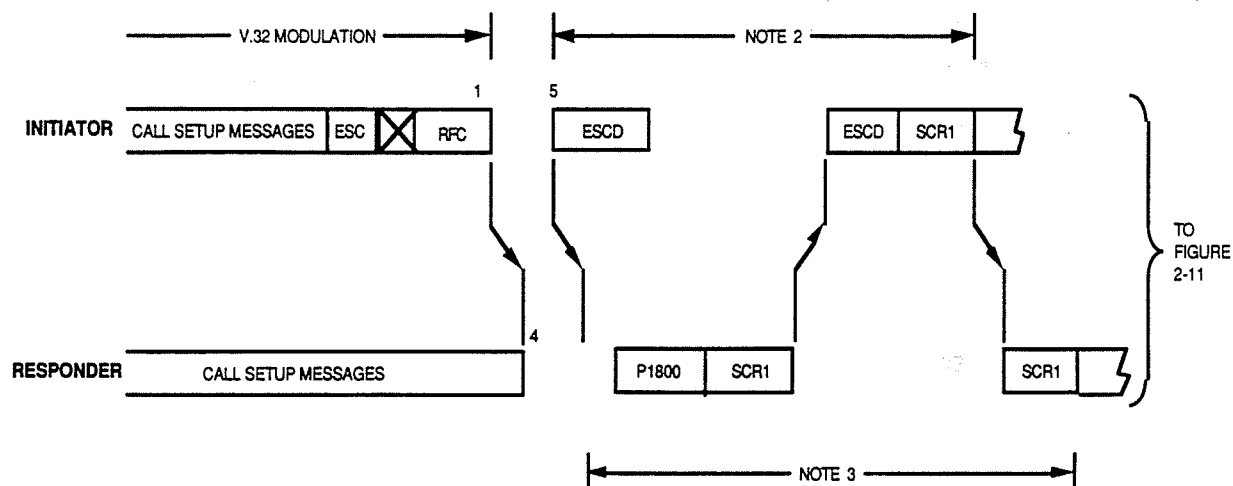 V.32 MODULATION
NOTE 2
1
5
INITIATOR
CALL SETUP MESSAGES
ESC
RFC
ESCD
ESCD
SCR1
TO
FIGURE
2-11
4
RESPONDER
CALL SETUP MESSAGES
P1800
SCR1
SCR1
NOTE 3